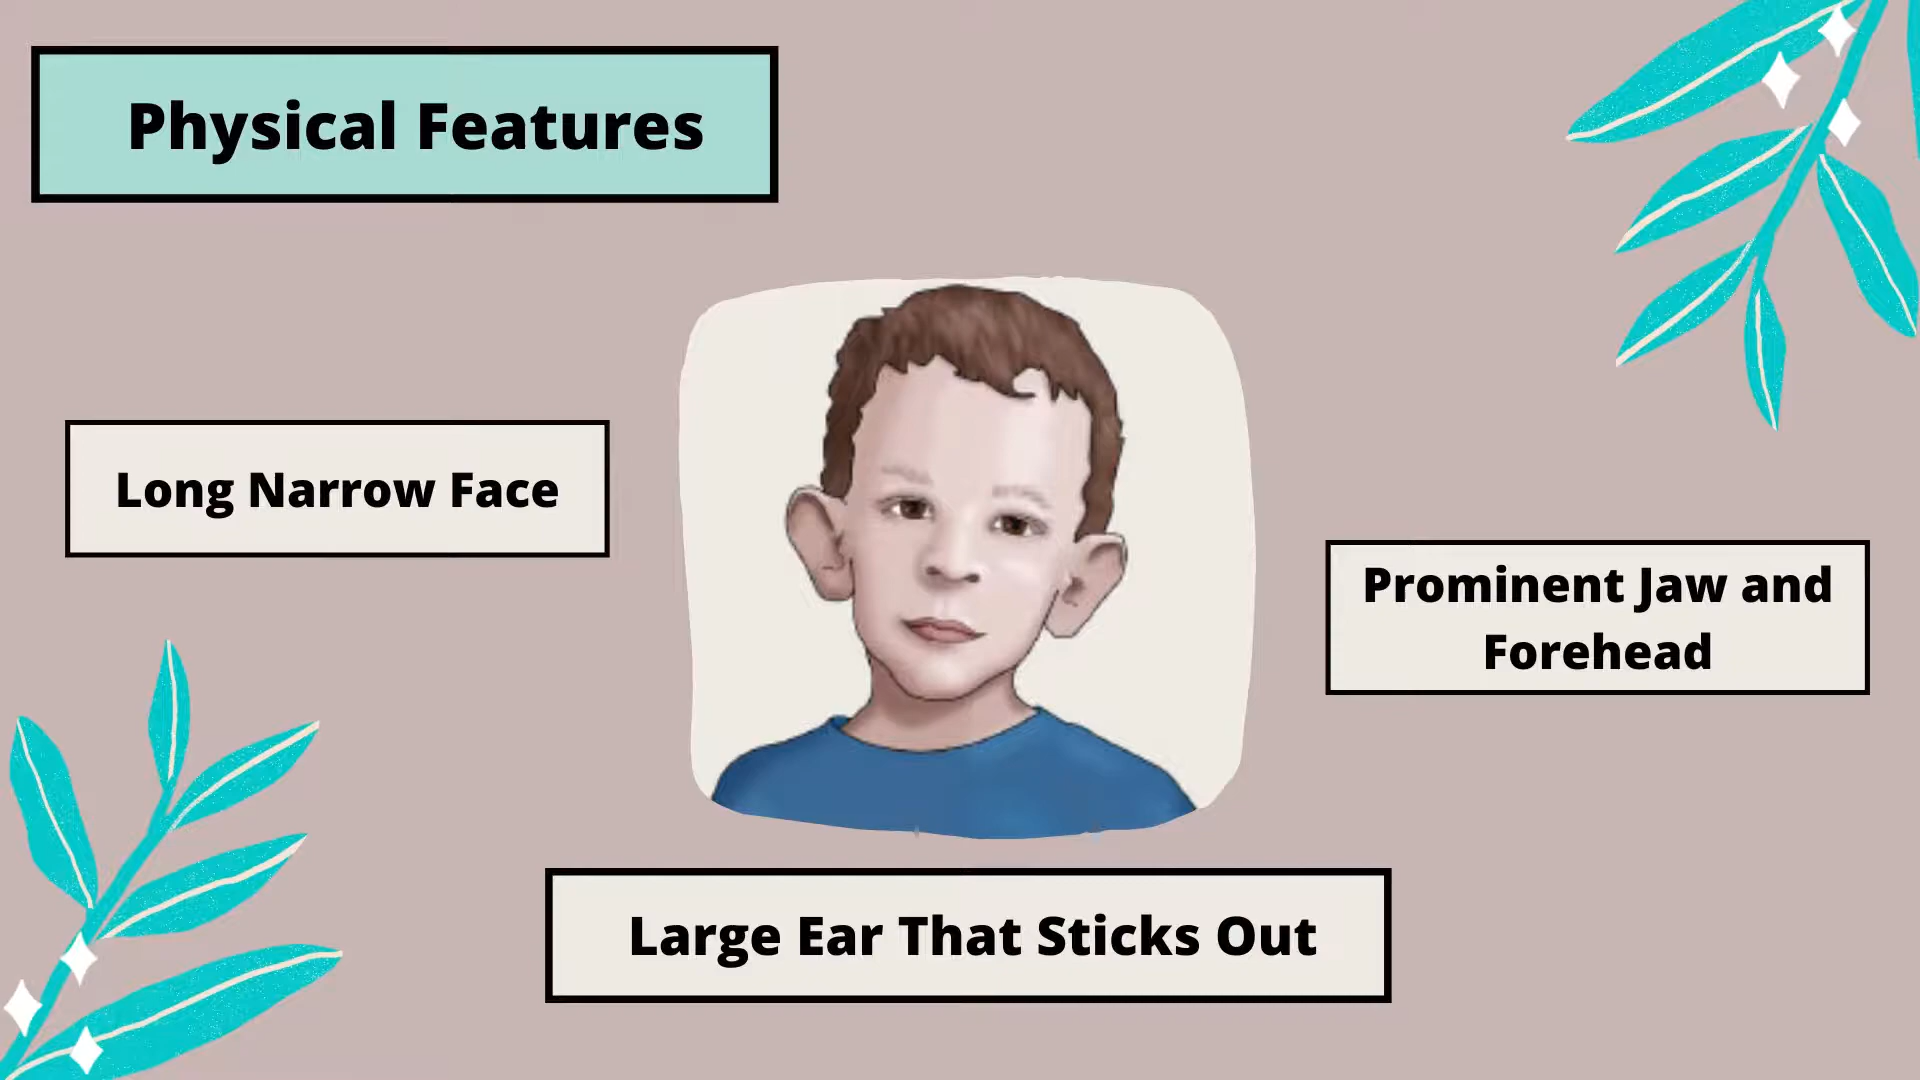 Physical Features
Long Narrow Face
Prominent Jaw and
Forehead
Large Ear That Sticks Out